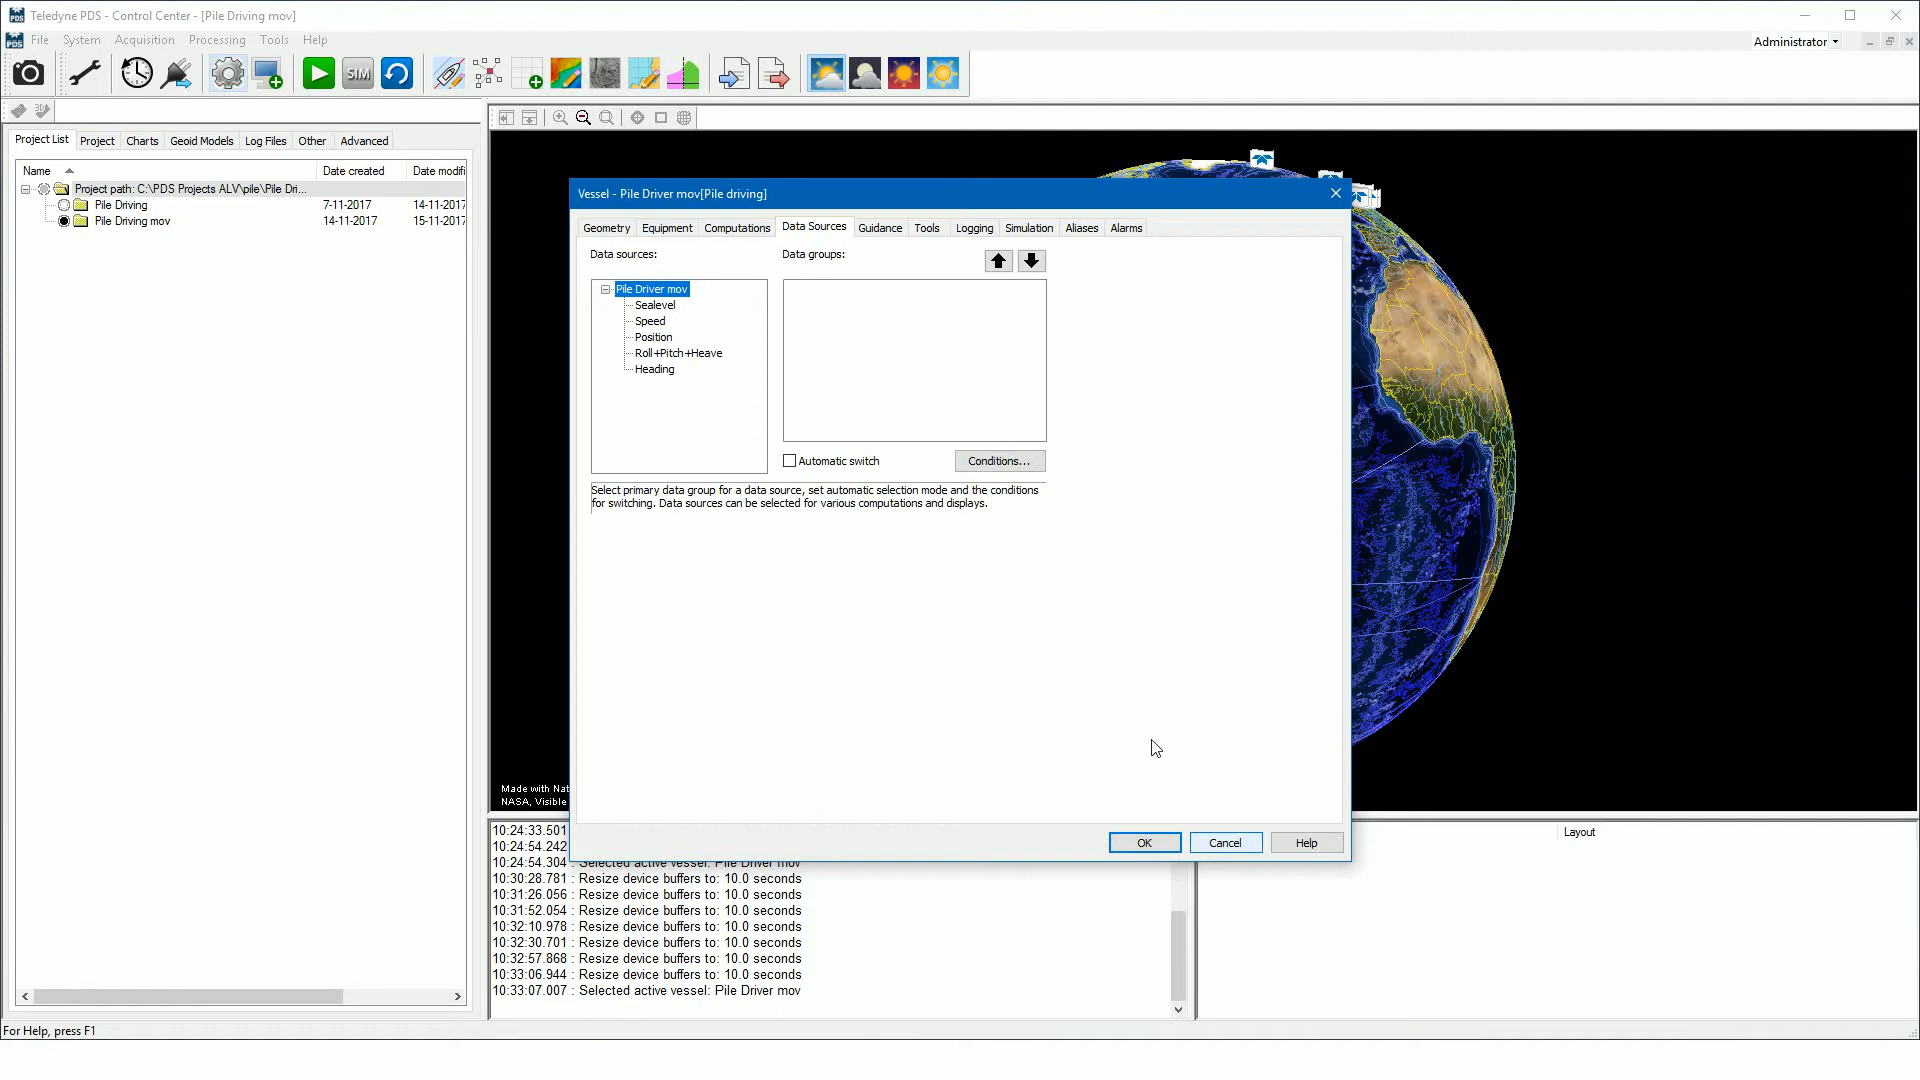 Teledyne PDS - Control Center - [Pile Driving mov]
PDS File System Acquisition Processing Tools Help
Administrator
SIM
3D
Project List Project Charts Geoid Models Log Files Other Advanced
Name Date created Date modifi
Project path: C:\PDS Projects ALV\pile\Pile Dri...
Pile Driving 7-11-2017 14-11-2017
Pile Driving mov 14-11-2017 15-11-2017
For Help, press F1
Vessel - Pile Driver mov[Pile driving]
Geometry Equipment Computations Data Sources Guidance Tools Logging Simulation Aliases Alarms
Data sources: Data groups:
Pile Driver mov
Sealevel
Speed
Position
Roll+Pitch+Heave
Heading
Automatic switch Conditions...
Select primary data group for a data source, set automatic selection mode and the conditions
for switching. Data sources can be selected for various computations and displays.
OK Cancel Help
Made with Nat
NASA, Visible
10:24:33.501
10:24:54.242
10:24:54.304 : Selected active vessel: Pile Driver mov
10:30:28.781 : Resize device buffers to: 10.0 seconds
10:31:26.056 : Resize device buffers to: 10.0 seconds
10:31:52.054 : Resize device buffers to: 10.0 seconds
10:32:10.978 : Resize device buffers to: 10.0 seconds
10:32:30.701 : Resize device buffers to: 10.0 seconds
10:32:57.868 : Resize device buffers to: 10.0 seconds
10:33:06.944 : Resize device buffers to: 10.0 seconds
10:33:07.007 : Selected active vessel: Pile Driver mov
Layout